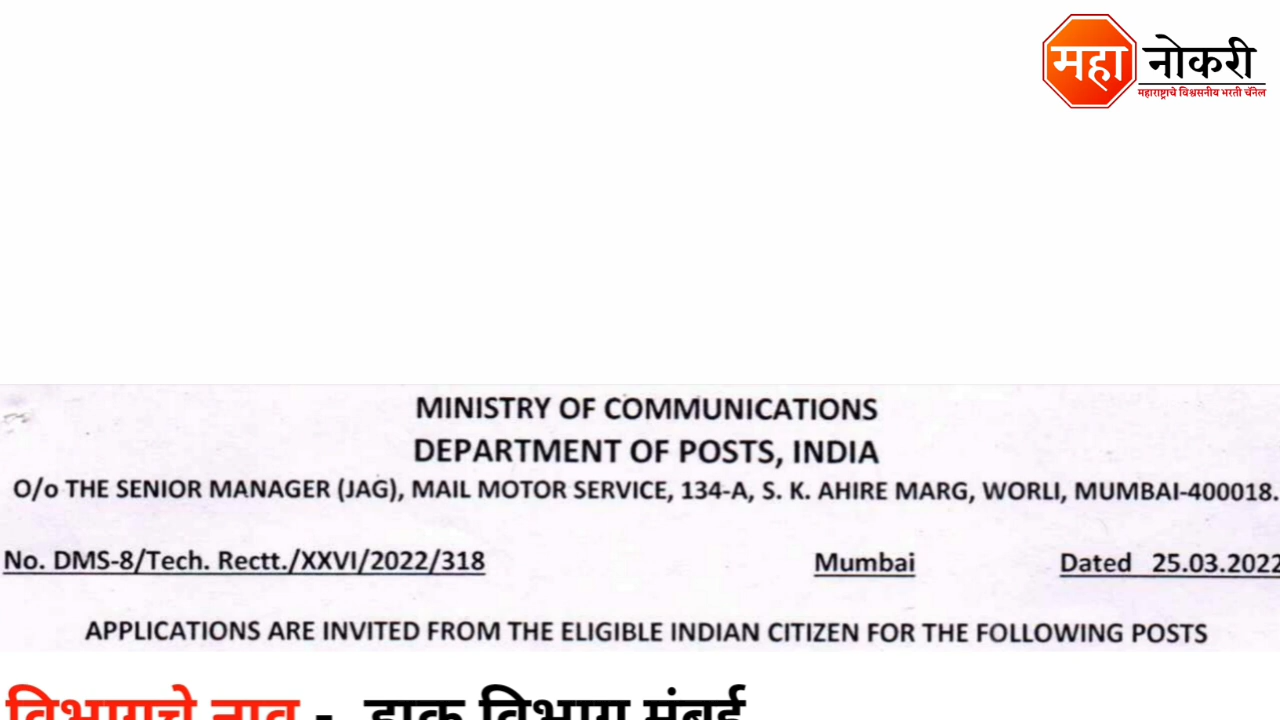 महा नोकरी
महाराष्ट्राचे विश्वसनीय भरती चॅनेल
MINISTRY OF COMMUNICATIONS
DEPARTMENT OF POSTS, INDIA
O/o THE SENIOR MANAGER (JAG), MAIL MOTOR SERVICE, 134-A, S. K. AHIRE MARG, WORLI, MUMBAI-400018.
No. DMS-8/Tech. Rectt./XXVI/2022/318 Mumbai Dated 25.03.2022
APPLICATIONS ARE INVITED FROM THE ELIGIBLE INDIAN CITIZEN FOR THE FOLLOWING POSTS
विभागचे नाव - डाक विभाग मुंबई